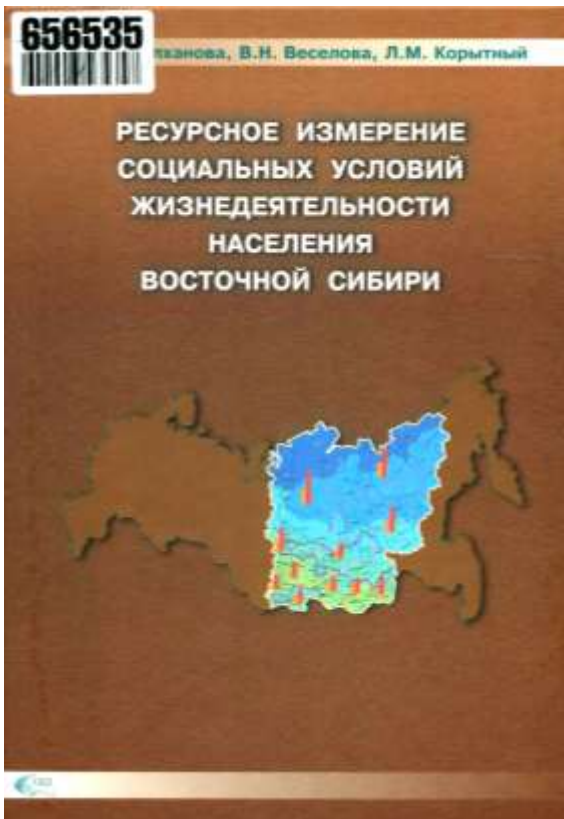 656535
В.Н. Веселова, Л.М. Корытный
РЕСУРСНОЕ ИЗМЕРЕНИЕ
СОЦИАЛЬНЫХ УСЛОВИЙ
ЖИЗНЕДЕЯТЕЛЬНОСТИ
НАСЕЛЕНИЯ
ВОСТОЧНОЙ СИБИРИ